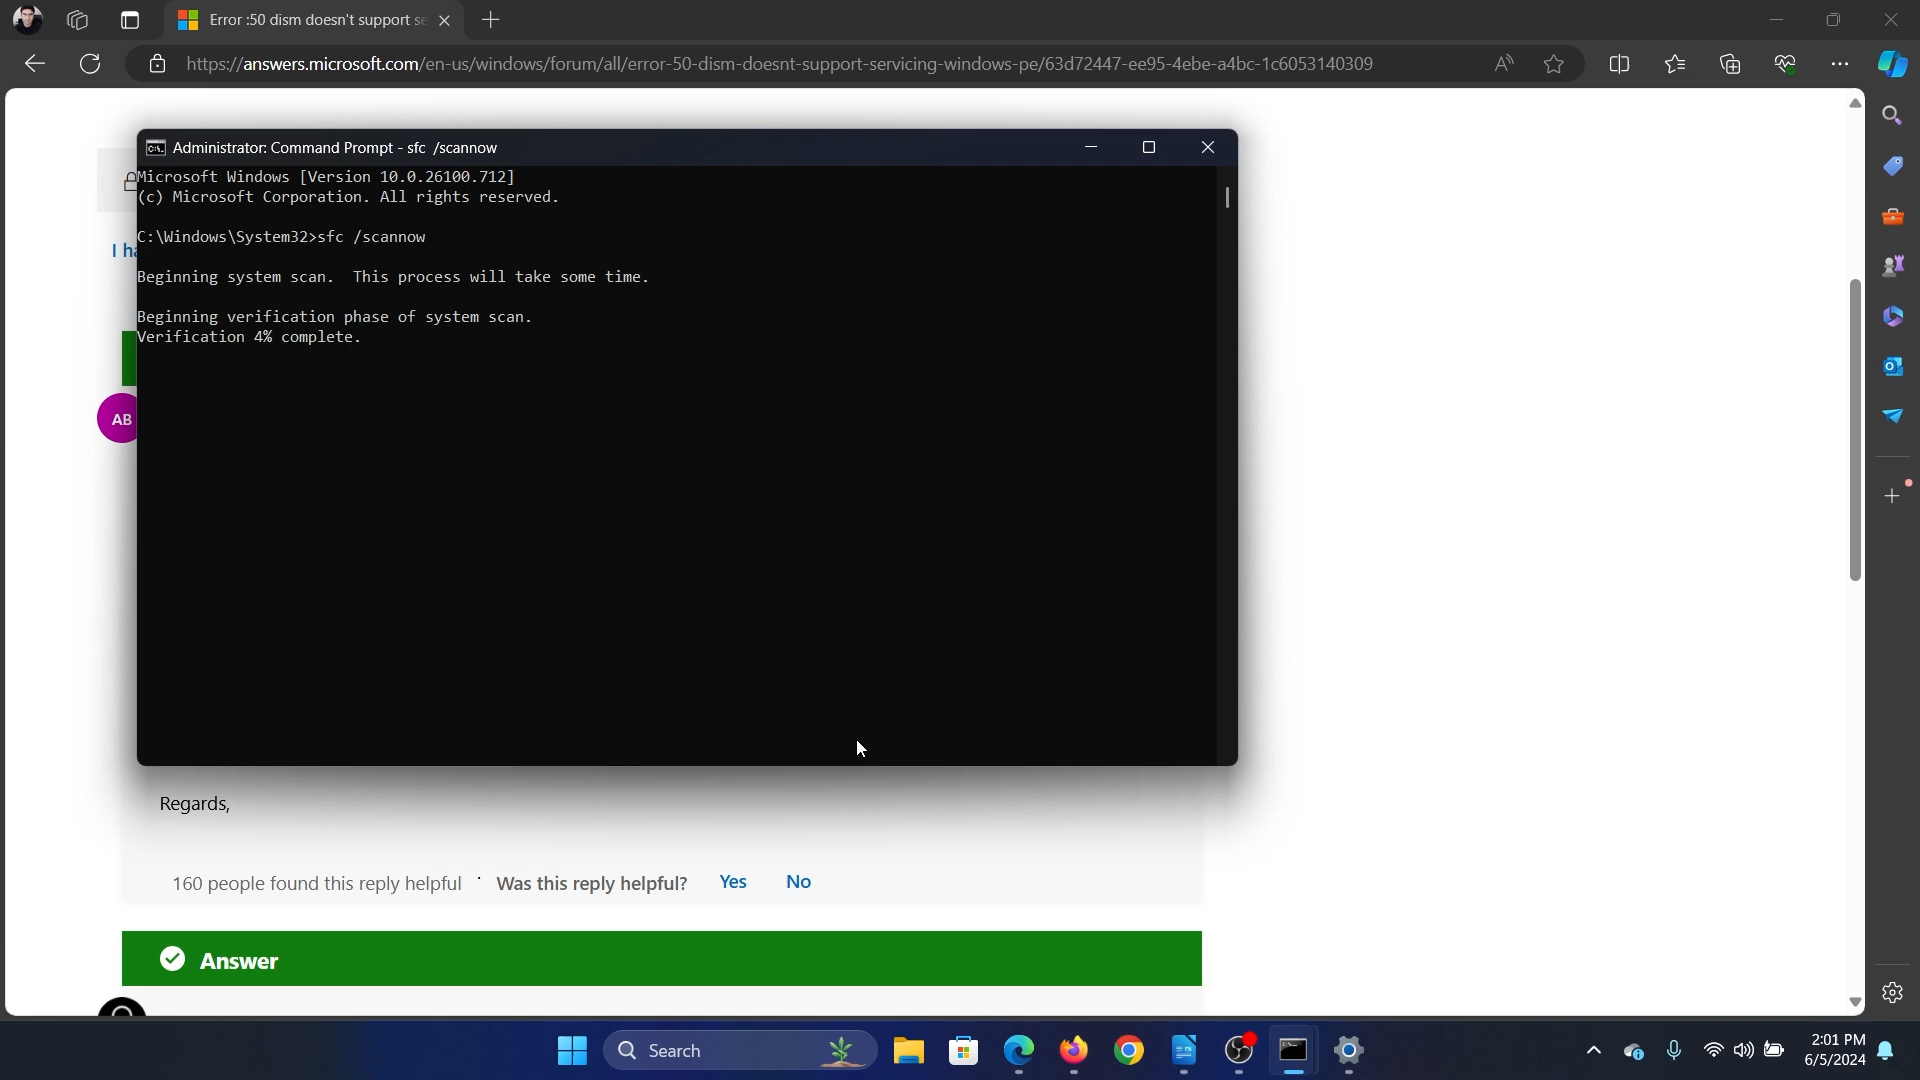 Error :50 dism doesn't support se
https://answers.microsoft.com/en-us/windows/forum/all/error-50-dism-doesnt-support-servicing-windows-pe/63d72447-ee95-4ebe-a4bc-1c6053140309
Administrator: Command Prompt - sfc /scannow
Microsoft Windows [Version 10.0.26100.712]
(c) Microsoft Corporation. All rights reserved.
C:\Windows\System32>sfc /scannow
I ha
Beginning system scan.  This process will take some time.
Beginning verification phase of system scan.
Verification 4% complete.
AB
Regards,
160 people found this reply helpful · Was this reply helpful? Yes No
Answer
Search
2:01 PM
6/5/2024